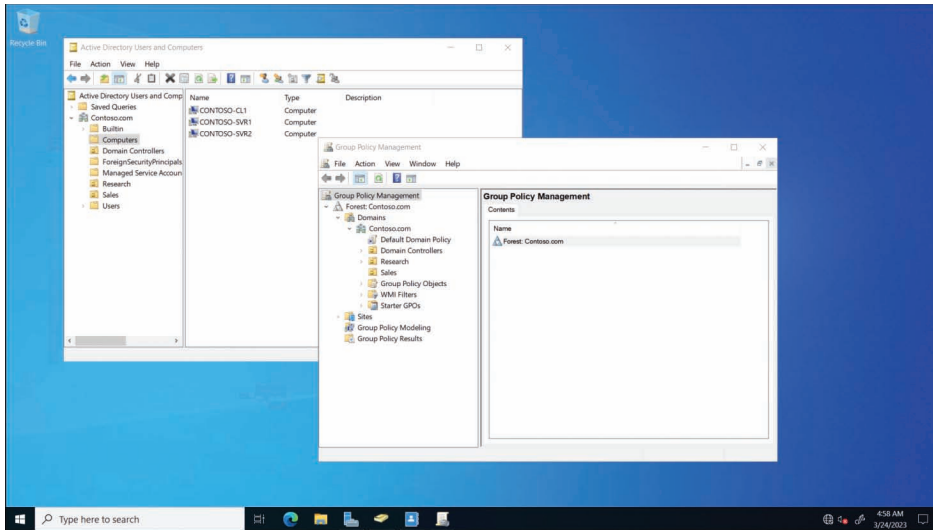 Recycle Bin
Active Directory Users and Computers
File Action View Help
Active Directory Users and Comp
Saved Queries
Contoso.com
Builtin
Computers
Domain Controllers
ForeignSecurityPrincipals
Managed Service Accoun
Research
Sales
Users
Name Type Description
CONTOSO-CL1 Computer
CONTOSO-SVR1 Computer
CONTOSO-SVR2 Computer
Group Policy Management
File Action View Window Help
Group Policy Management
Forest: Contoso.com
Domains
Contoso.com
Default Domain Policy
Domain Controllers
Research
Sales
Group Policy Objects
WMI Filters
Starter GPOs
Sites
Group Policy Modeling
Group Policy Results
Group Policy Management
Contents
Name
Forest: Contoso.com
Type here to search
4:58 AM
3/24/2023